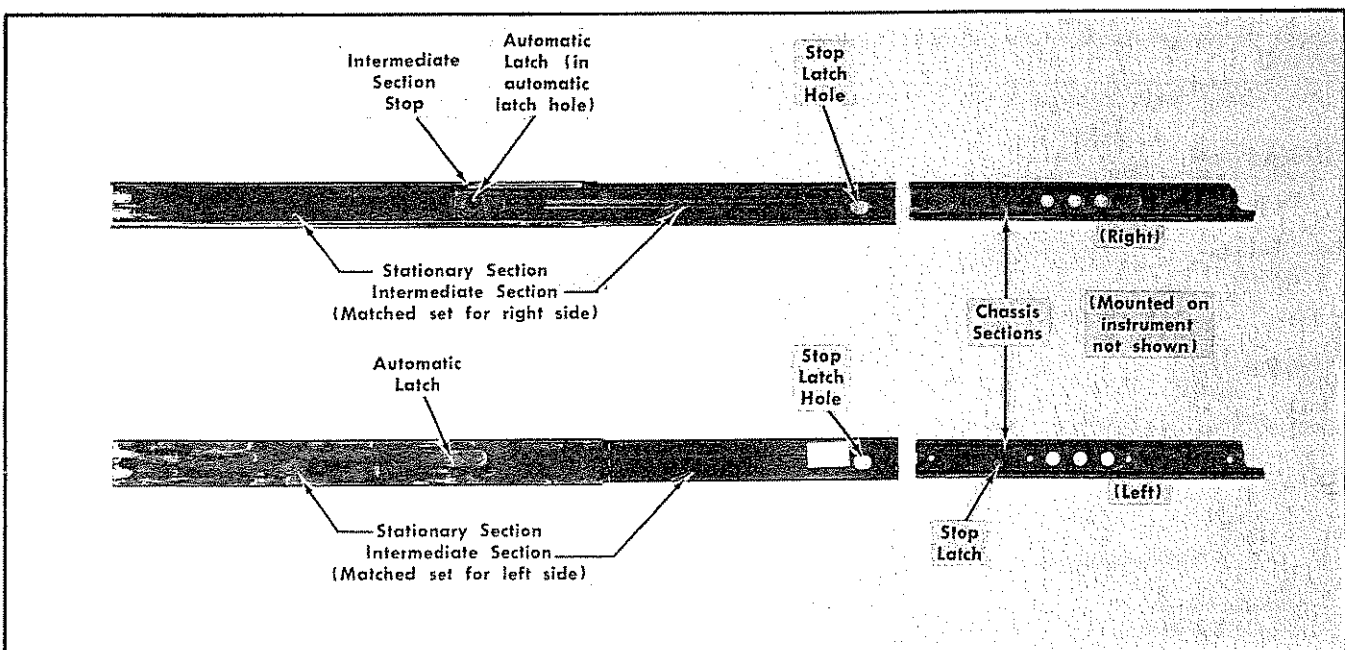 Intermediate
Section
Stop
Automatic
Latch (in
automatic
latch hole)
Stop
Latch
Hole
(Right)
Stationary Section
Intermediate Section
(Matched set for right side)
Chassis
Sections
(Mounted on
instrument
not shown)
Automatic
Latch
Stop
Latch
Hole
(Left)
Stationary Section
Intermediate Section
(Matched set for left side)
Stop
Latch